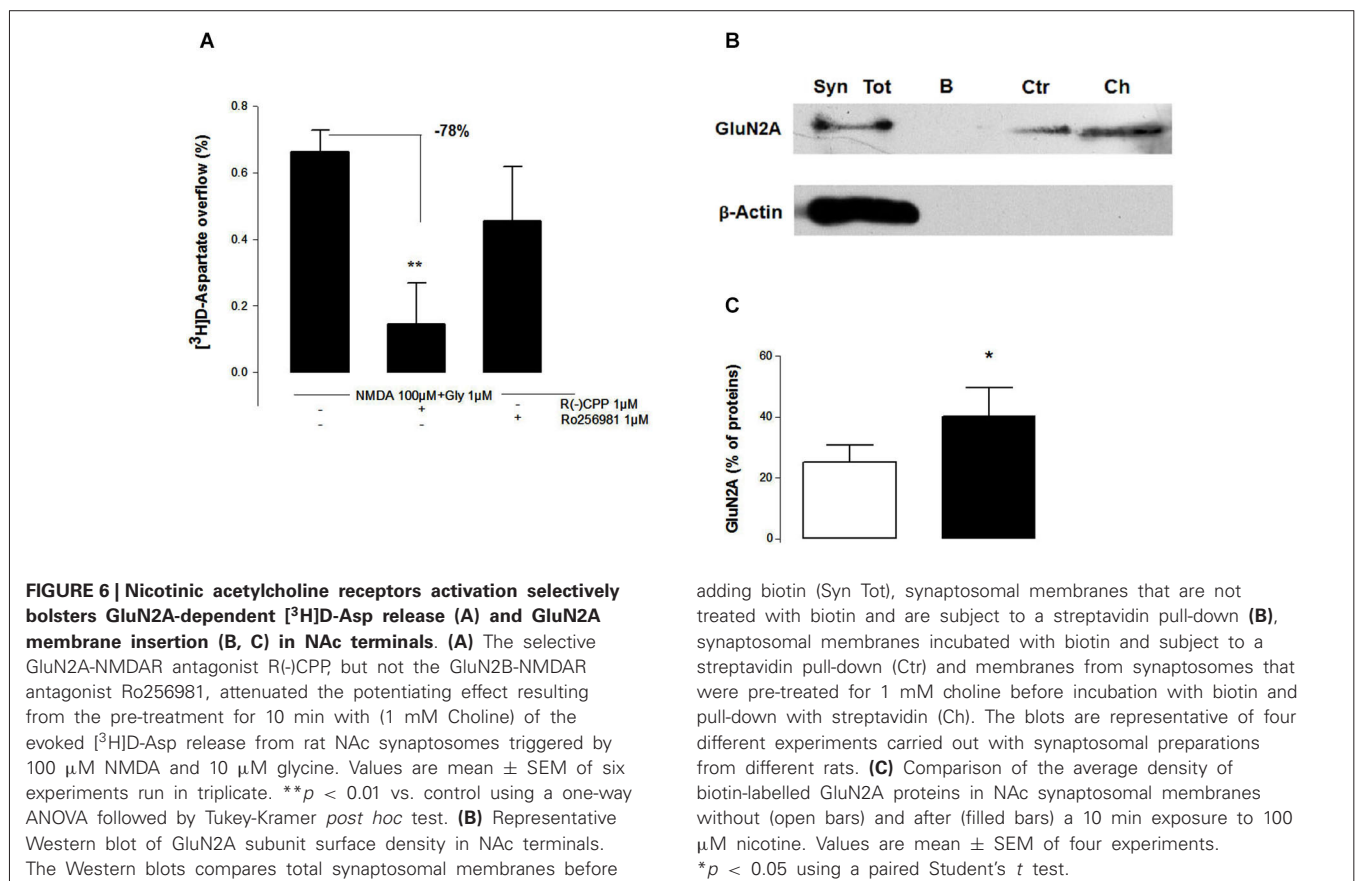 A
0.8
0.6
0.4
0.2
0.0
[³H]D-Aspartate overflow (%)
-78%
**
NMDA 100µM+Gly 1µM
- + - R(-)CPP 1µM
- - + Ro256981 1µM
B
Syn Tot B Ctr Ch
GluN2A
β-Actin
C
60
40
20
0
GluN2A (% of proteins)
*
FIGURE 6 | Nicotinic acetylcholine receptors activation selectively
bolsters GluN2A-dependent [³H]D-Asp release (A) and GluN2A
membrane insertion (B, C) in NAc terminals. (A) The selective
GluN2A-NMDAR antagonist R(-)CPP, but not the GluN2B-NMDAR
antagonist Ro256981, attenuated the potentiating effect resulting
from the pre-treatment for 10 min with (1 mM Choline) of the
evoked [³H]D-Asp release from rat NAc synaptosomes triggered by
100 µM NMDA and 10 µM glycine. Values are mean ± SEM of six
experiments run in triplicate. **p < 0.01 vs. control using a one-way
ANOVA followed by Tukey-Kramer post hoc test. (B) Representative
Western blot of GluN2A subunit surface density in NAc terminals.
The Western blots compares total synaptosomal membranes before
adding biotin (Syn Tot), synaptosomal membranes that are not
treated with biotin and are subject to a streptavidin pull-down (B),
synaptosomal membranes incubated with biotin and subject to a
streptavidin pull-down (Ctr) and membranes from synaptosomes that
were pre-treated for 1 mM choline before incubation with biotin and
pull-down with streptavidin (Ch). The blots are representative of four
different experiments carried out with synaptosomal preparations
from different rats. (C) Comparison of the average density of
biotin-labelled GluN2A proteins in NAc synaptosomal membranes
without (open bars) and after (filled bars) a 10 min exposure to 100
µM nicotine. Values are mean ± SEM of four experiments.
*p < 0.05 using a paired Student's t test.